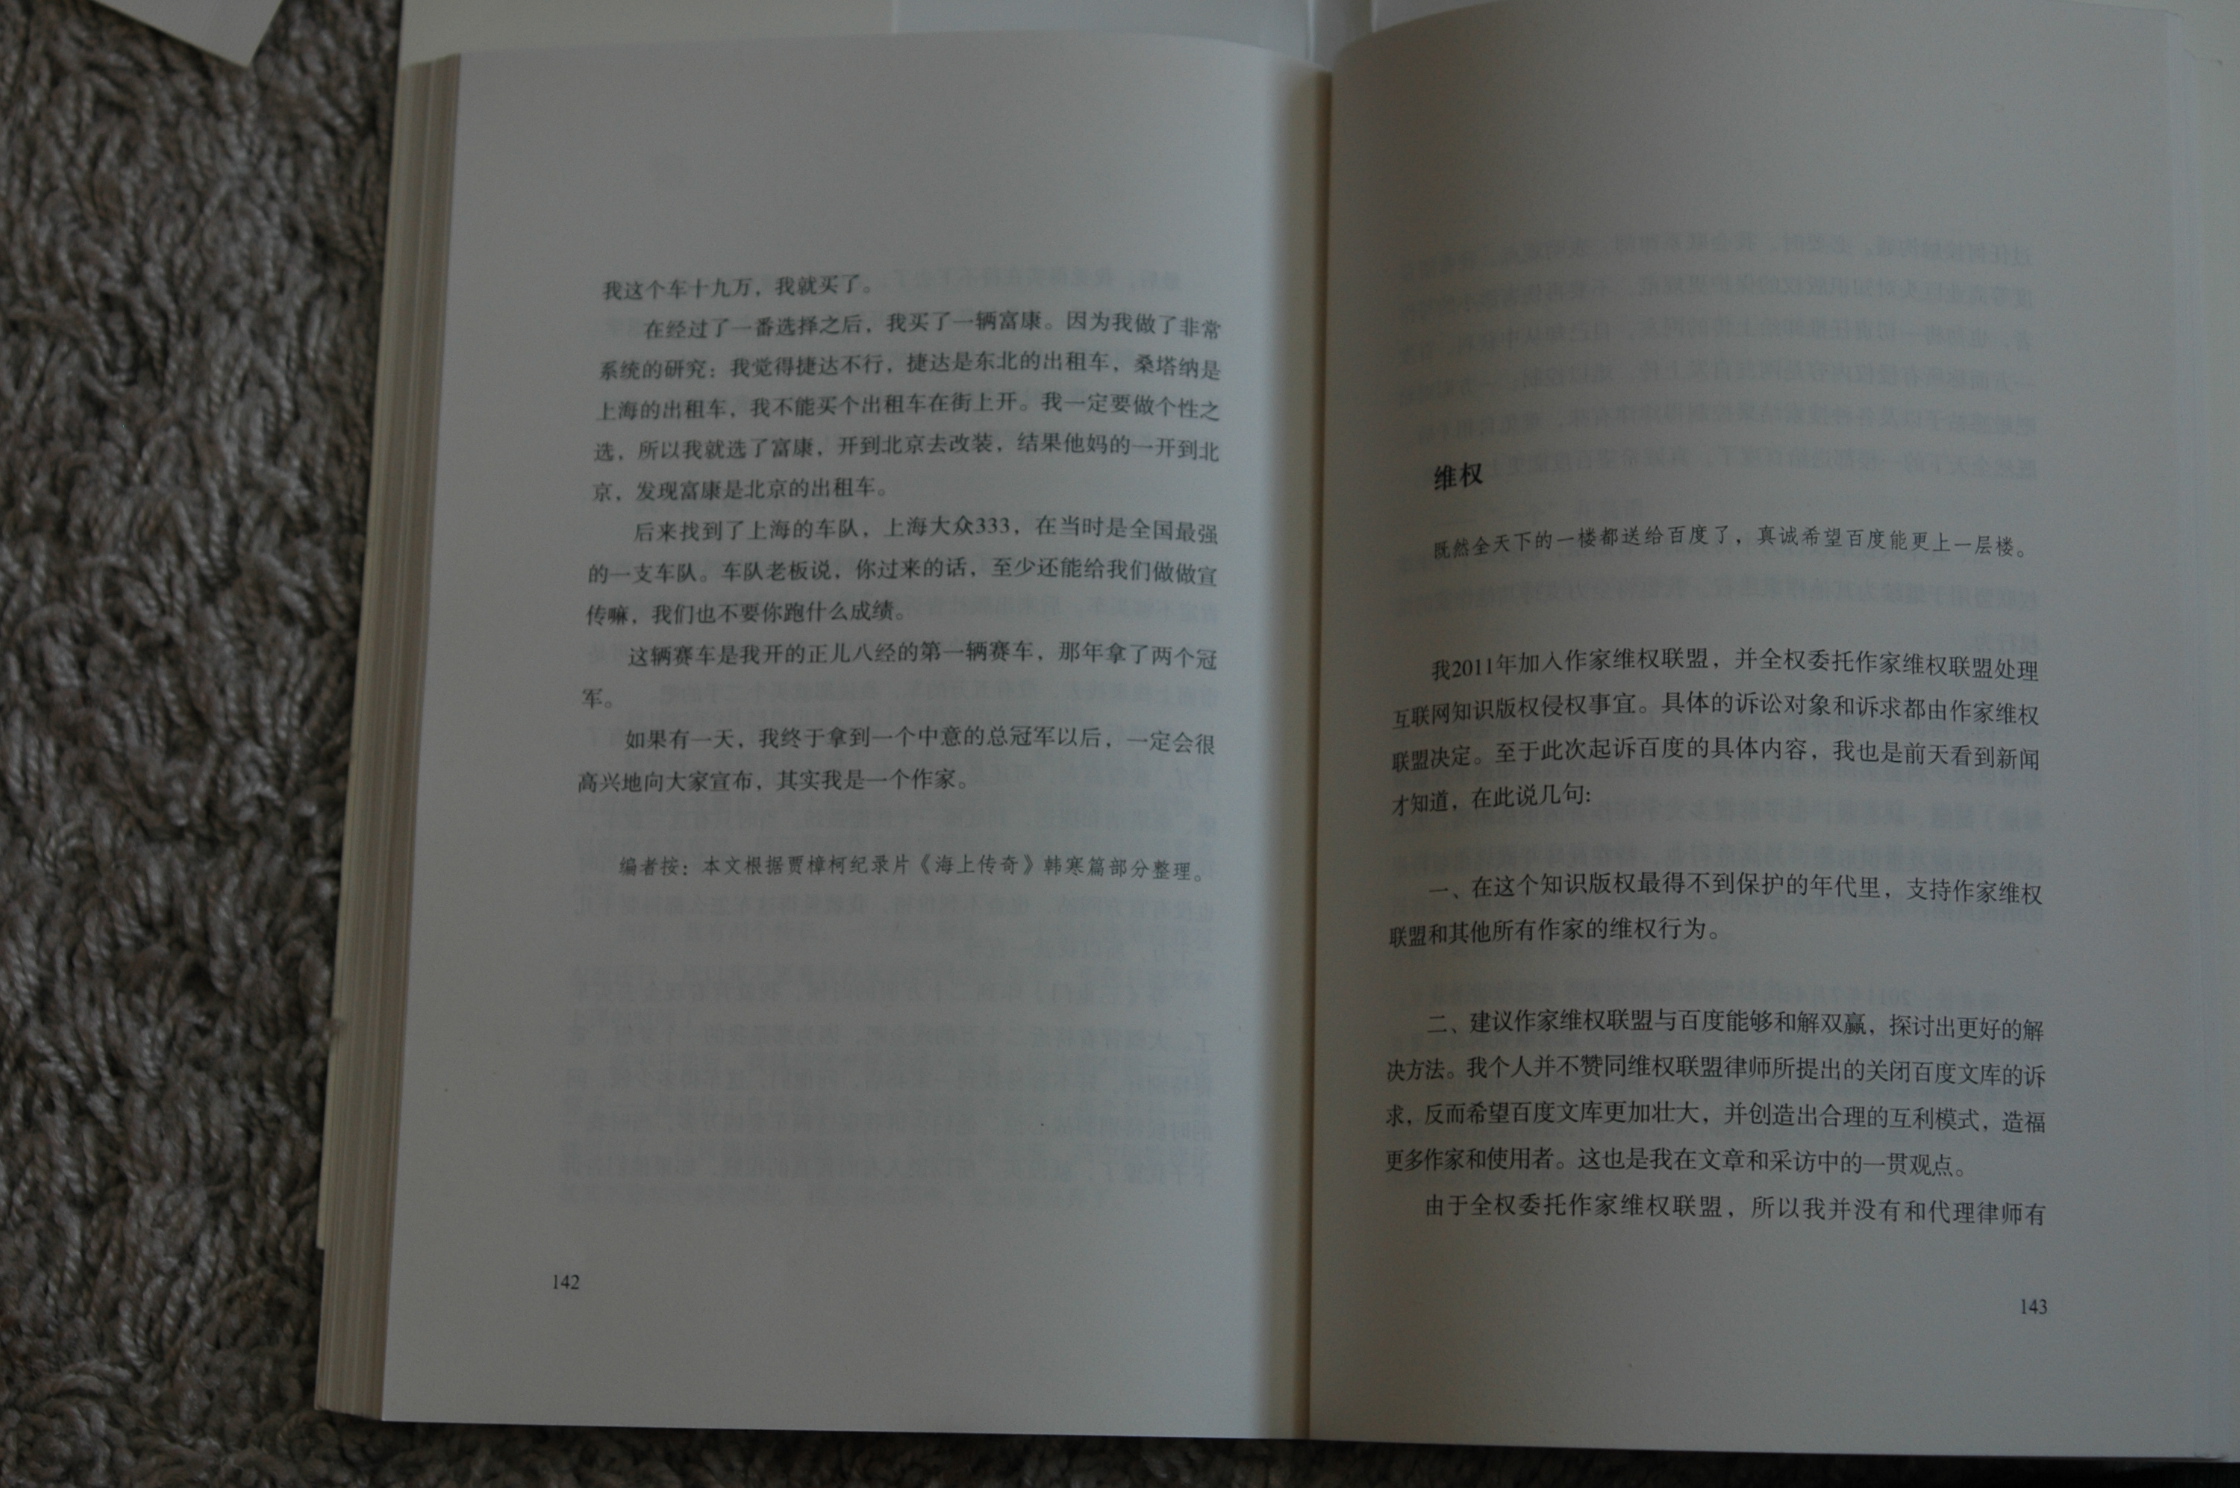 我这个车十九万，我就买了。
在经过了一番选择之后，我买了一辆富康。因为我做了非常
系统的研究：我觉得捷达不行，捷达是东北的出租车，桑塔纳是
上海的出租车，我不能买个出租车在街上开。我一定要做个性之
选，所以我就选了富康，开到北京去改装，结果他妈的一开到北
京，发现富康是北京的出租车。
后来找到了上海的车队，上海大众333，在当时是全国最强
的一支车队。车队老板说，你过来的话，至少还能给我们做做宣
传嘛，我们也不要你跑什么成绩。
这辆赛车是我开的正儿八经的第一辆赛车，那年拿了两个冠
军。
如果有一天，我终于拿到一个中意的总冠军以后，一定会很
高兴地向大家宣布，其实我是一个作家。
编者按：本文根据贾樟柯纪录片《海上传奇》韩寒篇部分整理。
142
维权
既然全天下的一楼都送给百度了，真诚希望百度能更上一层楼。
我2011年加入作家维权联盟，并全权委托作家维权联盟处理
互联网知识版权侵权事宜。具体的诉讼对象和诉求都由作家维权
联盟决定。至于此次起诉百度的具体内容，我也是前天看到新闻
才知道，在此说几句:
一、在这个知识版权最得不到保护的年代里，支持作家维权
联盟和其他所有作家的维权行为。
二、建议作家维权联盟与百度能够和解双赢，探讨出更好的解
决方法。我个人并不赞同维权联盟律师所提出的关闭百度文库的诉
求，反而希望百度文库更加壮大，并创造出合理的互利模式，造福
更多作家和使用者。这也是我在文章和采访中的一贯观点。
由于全权委托作家维权联盟，所以我并没有和代理律师有
143